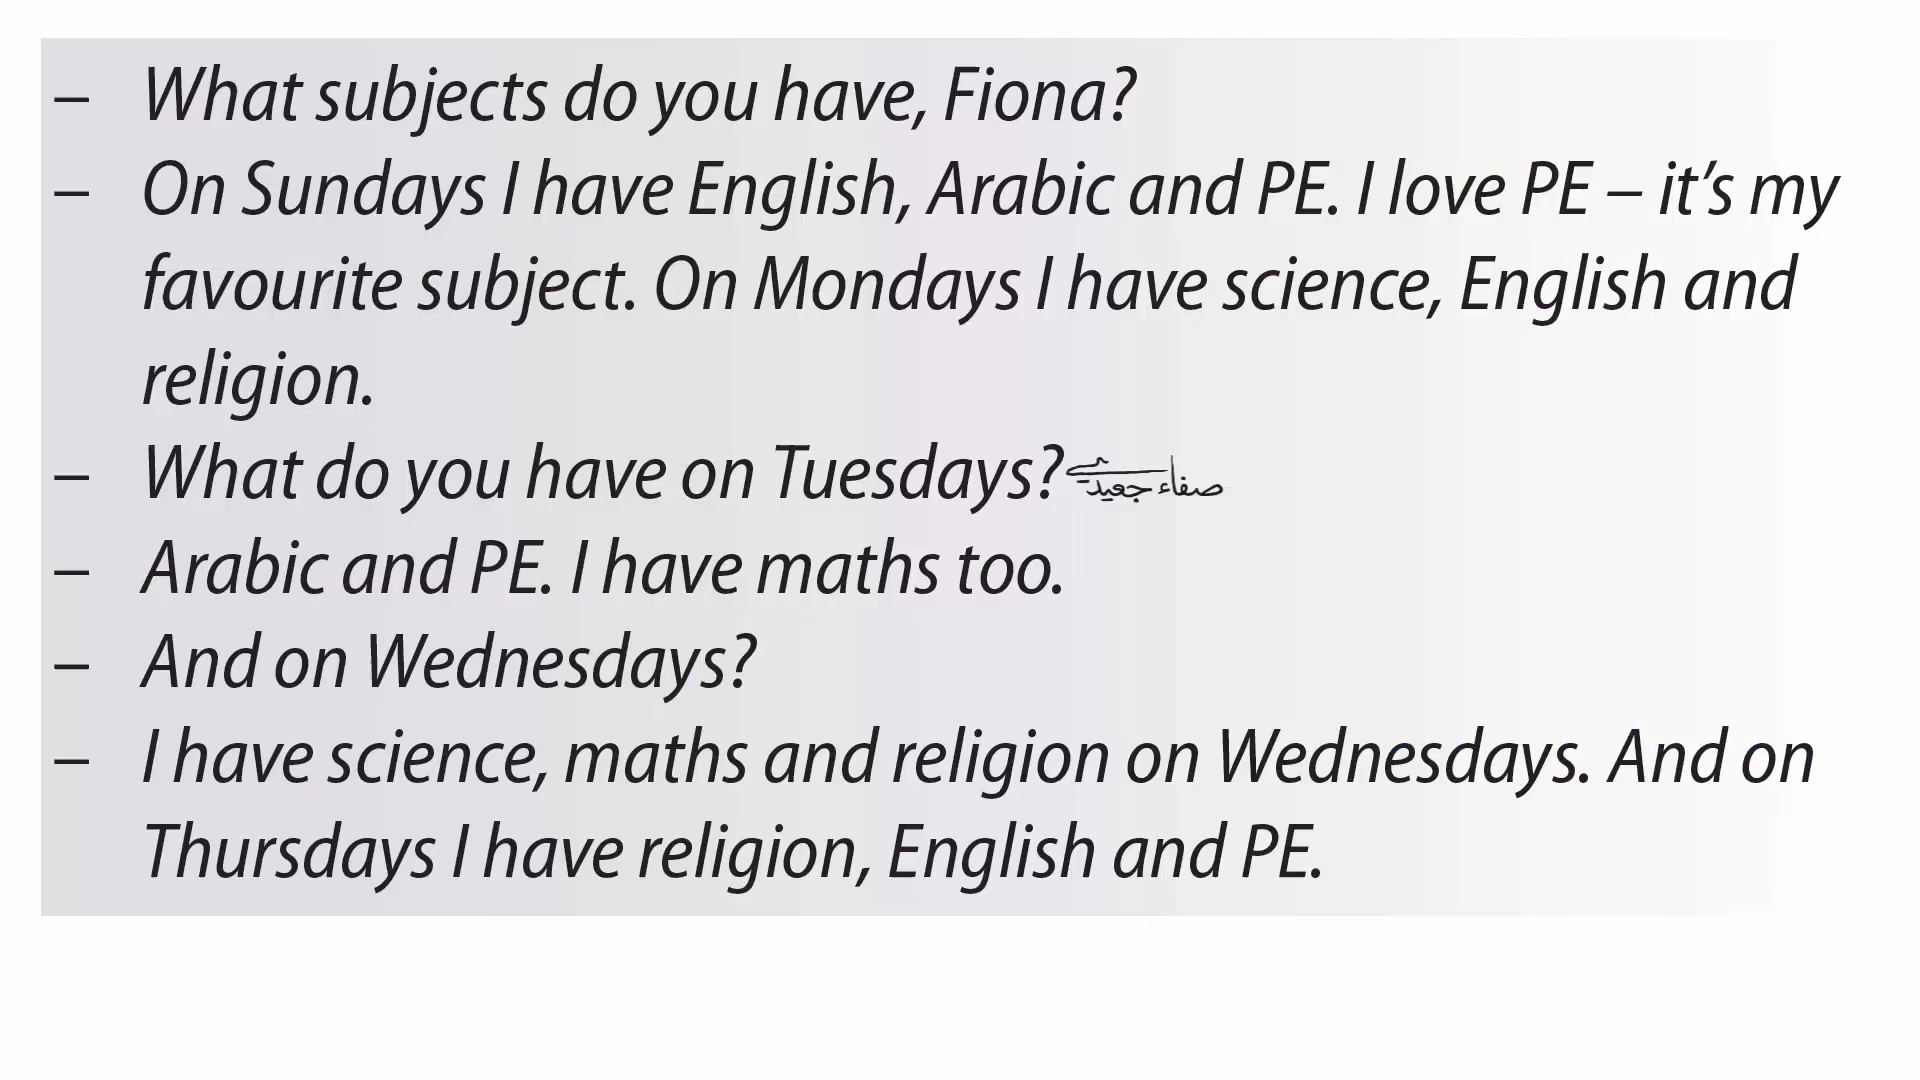 – What subjects do you have, Fiona?
– On Sundays I have English, Arabic and PE. I love PE – it’s my
favourite subject. On Mondays I have science, English and
religion.
– What do you have on Tuesdays? صفاء جعيدي
– Arabic and PE. I have maths too.
– And on Wednesdays?
– I have science, maths and religion on Wednesdays. And on
Thursdays I have religion, English and PE.